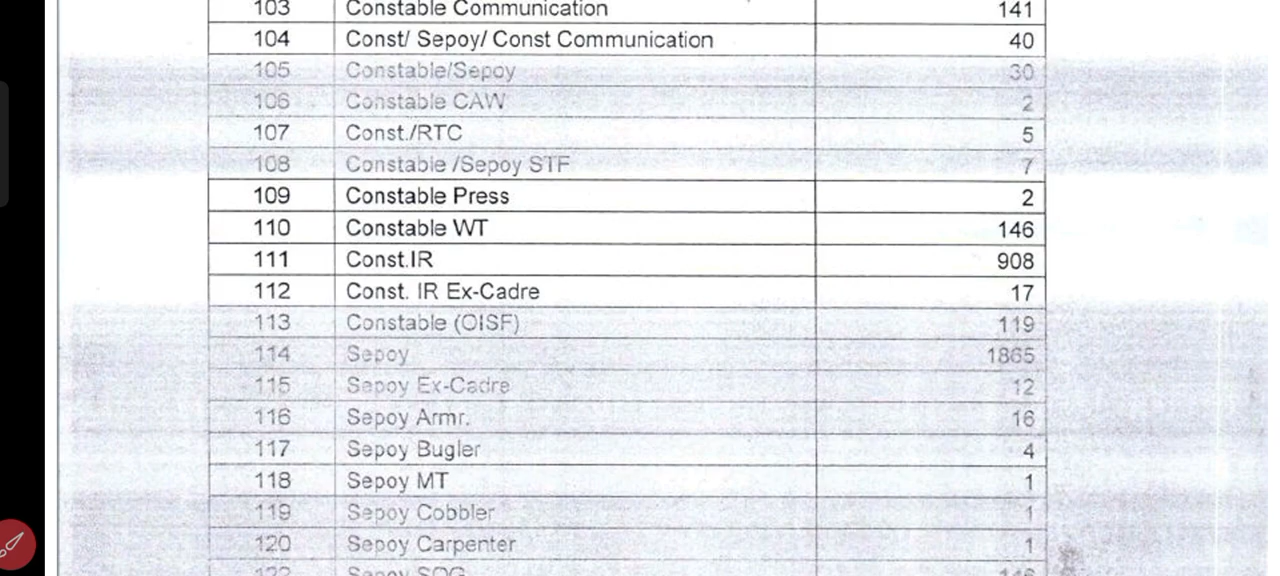 103 Constable Communication 141
104 Const/ Sepoy/ Const Communication 40
105 Constable/Sepoy 30
106 Constable CAW 2
107 Const./RTC 5
108 Constable /Sepoy STF 7
109 Constable Press 2
110 Constable WT 146
111 Const.IR 908
112 Const. IR Ex-Cadre 17
113 Constable (OISF) 119
114 Sepoy 1865
115 Sepoy Ex-Cadre 12
116 Sepoy Armr. 16
117 Sepoy Bugler 4
118 Sepoy MT 1
119 Sepoy Cobbler 1
120 Sepoy Carpenter 1
Sepoy SOG